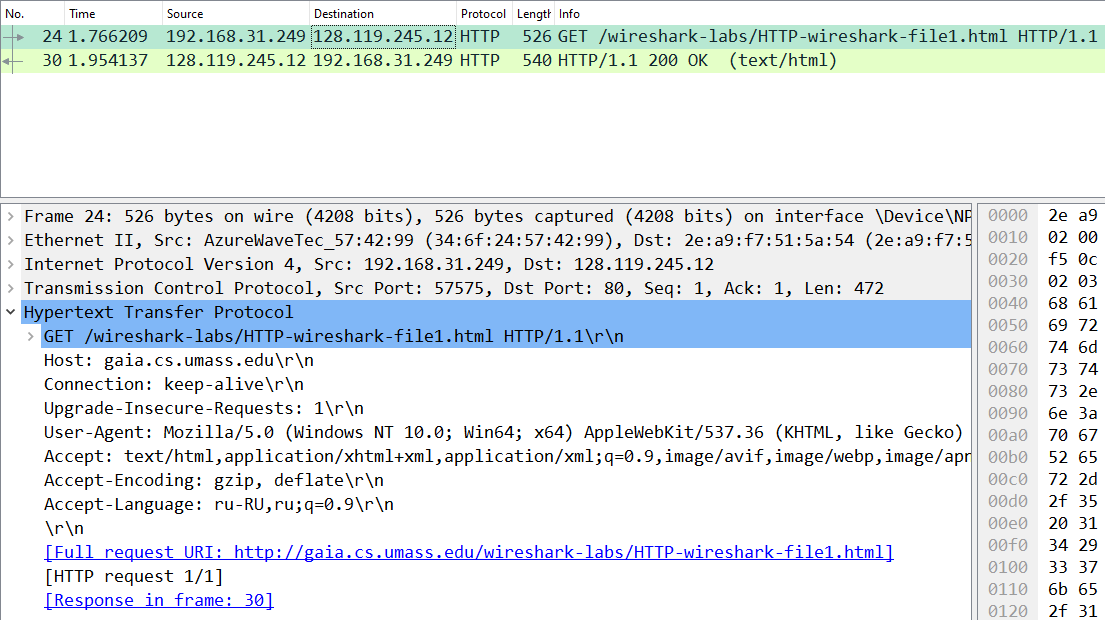 No. Time Source Destination Protocol Length Info
24 1.766209 192.168.31.249 128.119.245.12 HTTP 526 GET /wireshark-labs/HTTP-wireshark-file1.html HTTP/1.1
30 1.954137 128.119.245.12 192.168.31.249 HTTP 540 HTTP/1.1 200 OK (text/html)
Frame 24: 526 bytes on wire (4208 bits), 526 bytes captured (4208 bits) on interface \Device\NP
Ethernet II, Src: AzureWaveTec_57:42:99 (34:6f:24:57:42:99), Dst: 2e:a9:f7:51:5a:54 (2e:a9:f7:5
Internet Protocol Version 4, Src: 192.168.31.249, Dst: 128.119.245.12
Transmission Control Protocol, Src Port: 57575, Dst Port: 80, Seq: 1, Ack: 1, Len: 472
Hypertext Transfer Protocol
GET /wireshark-labs/HTTP-wireshark-file1.html HTTP/1.1\r\n
Host: gaia.cs.umass.edu\r\n
Connection: keep-alive\r\n
Upgrade-Insecure-Requests: 1\r\n
User-Agent: Mozilla/5.0 (Windows NT 10.0; Win64; x64) AppleWebKit/537.36 (KHTML, like Gecko)
Accept: text/html,application/xhtml+xml,application/xml;q=0.9,image/avif,image/webp,image/apn
Accept-Encoding: gzip, deflate\r\n
Accept-Language: ru-RU,ru;q=0.9\r\n
\r\n
[Full request URI: http://gaia.cs.umass.edu/wireshark-labs/HTTP-wireshark-file1.html]
[HTTP request 1/1]
[Response in frame: 30]
0000 2e a9
0010 02 00
0020 f5 0c
0030 02 03
0040 68 61
0050 69 72
0060 74 6d
0070 73 74
0080 73 2e
0090 6e 3a
00a0 70 67
00b0 52 65
00c0 72 2d
00d0 2f 35
00e0 20 31
00f0 34 29
0100 33 37
0110 6b 65
0120 2f 31